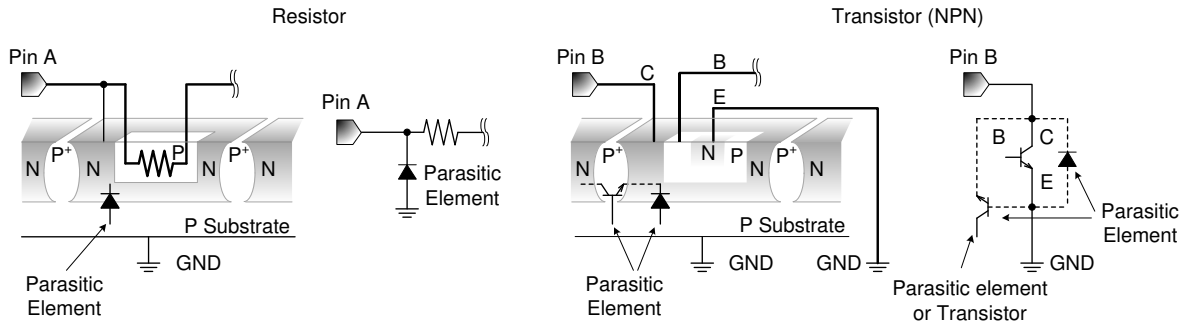 Resistor
Transistor (NPN)
Pin A
Pin A
N
P+
N
P
N
P+
N
Parasitic
Element
P Substrate
GND
Parasitic
Element
Pin B
C
B
E
N
P+
N
N
P
N
P+
N
P Substrate
GND
GND
Parasitic
Element
Pin B
B
C
E
Parasitic
Element
GND
Parasitic element
or Transistor